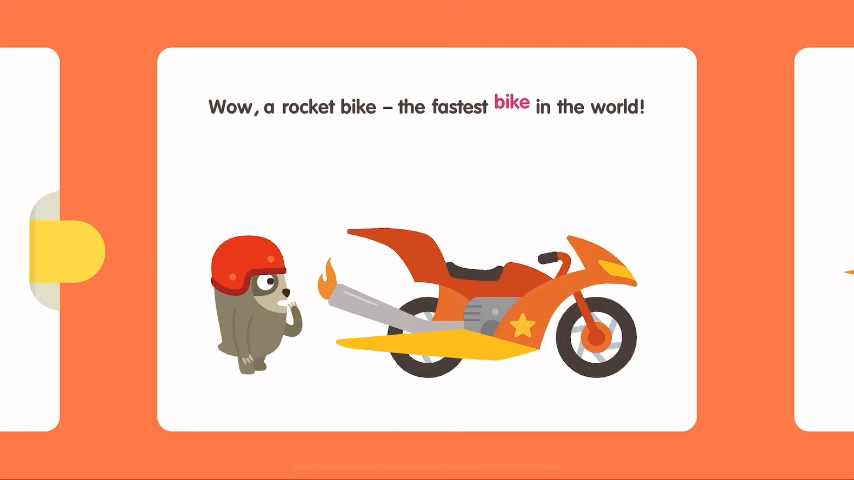 Wow, a rocket bike – the fastest bike in the world!